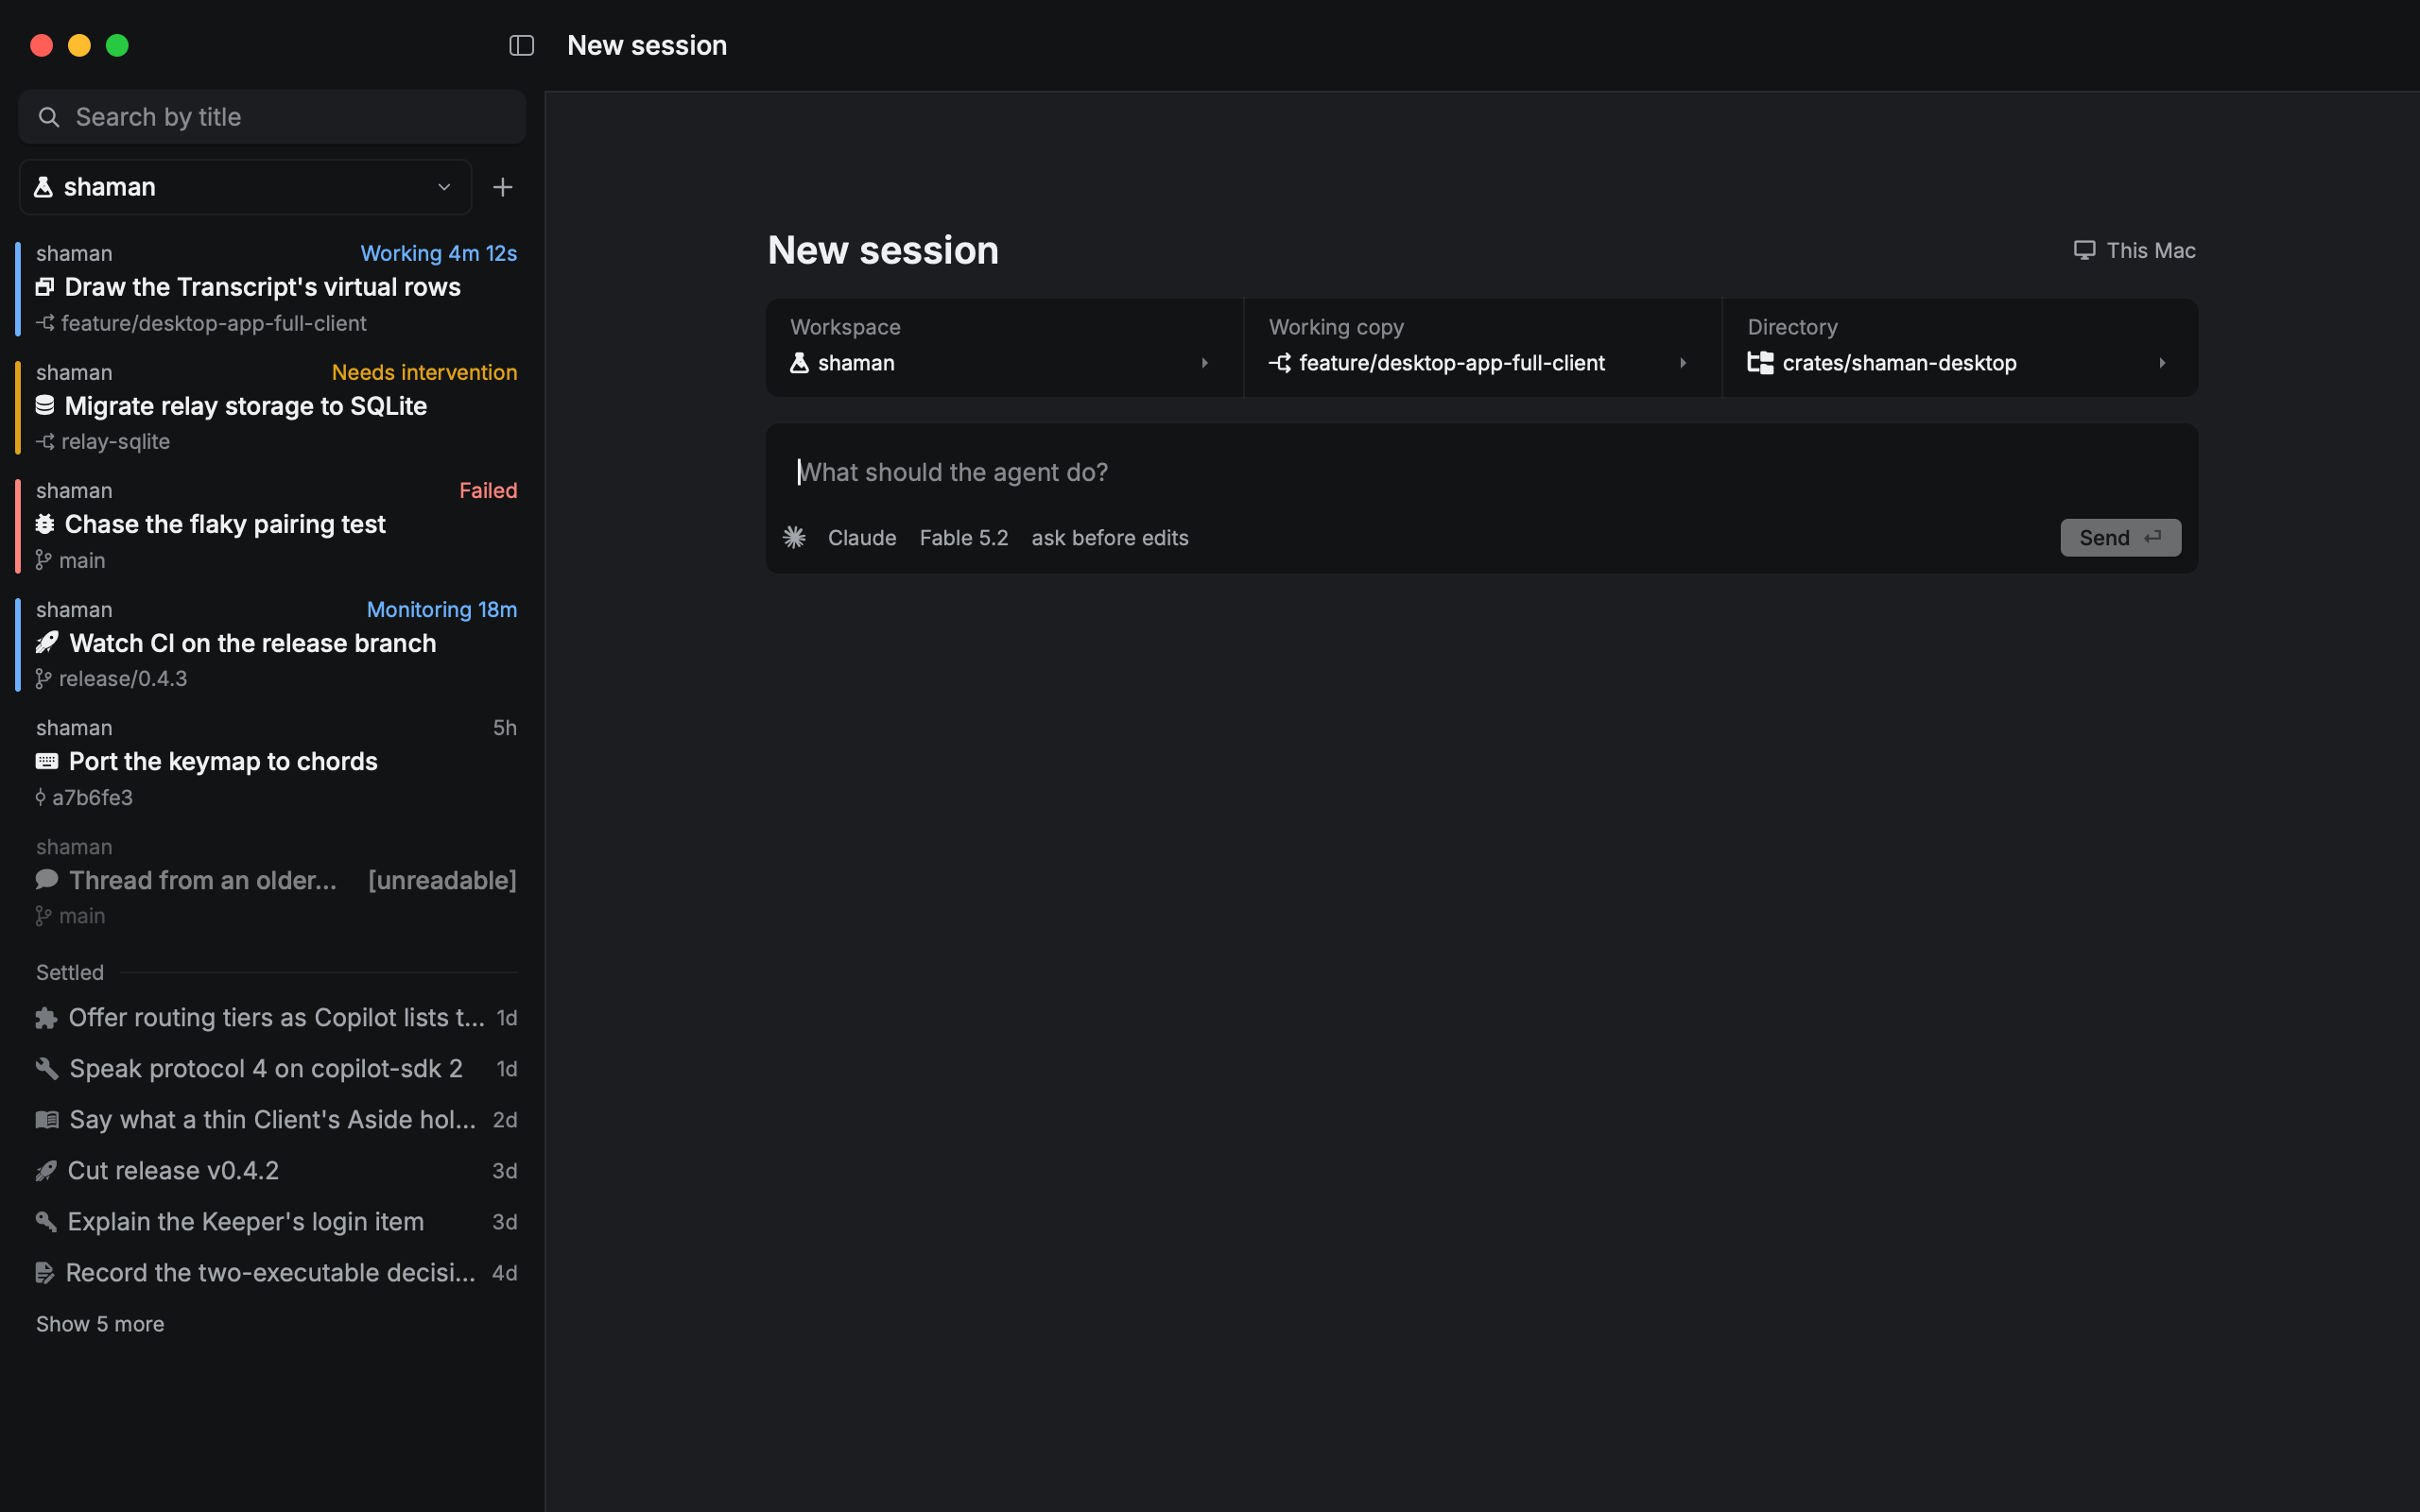 New session
Search by title
shaman
shaman Working 4m 12s
Draw the Transcript's virtual rows
feature/desktop-app-full-client
shaman Needs intervention
Migrate relay storage to SQLite
relay-sqlite
shaman Failed
Chase the flaky pairing test
main
shaman Monitoring 18m
Watch CI on the release branch
release/0.4.3
shaman 5h
Port the keymap to chords
a7b6fe3
shaman
Thread from an older... [unreadable]
main
Settled
Offer routing tiers as Copilot lists t... 1d
Speak protocol 4 on copilot-sdk 2 1d
Say what a thin Client's Aside hol... 2d
Cut release v0.4.2 3d
Explain the Keeper's login item 3d
Record the two-executable decisi... 4d
Show 5 more
New session This Mac
Workspace Working copy Directory
shaman feature/desktop-app-full-client crates/shaman-desktop
What should the agent do?
Claude Fable 5.2 ask before edits Send